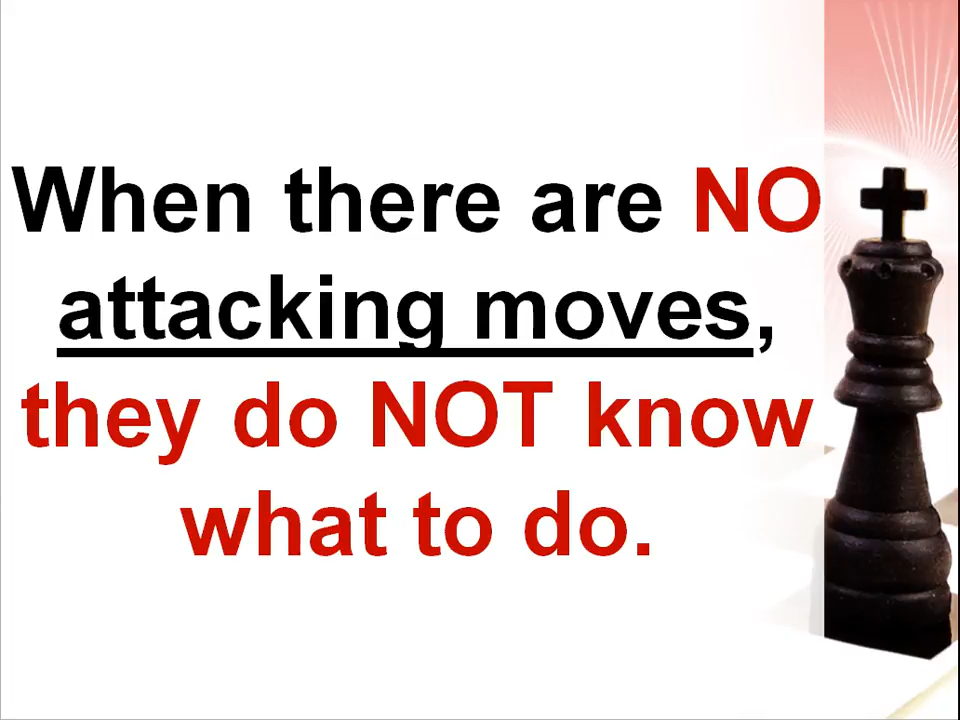 When there are NO
attacking moves,
they do NOT know
what to do.